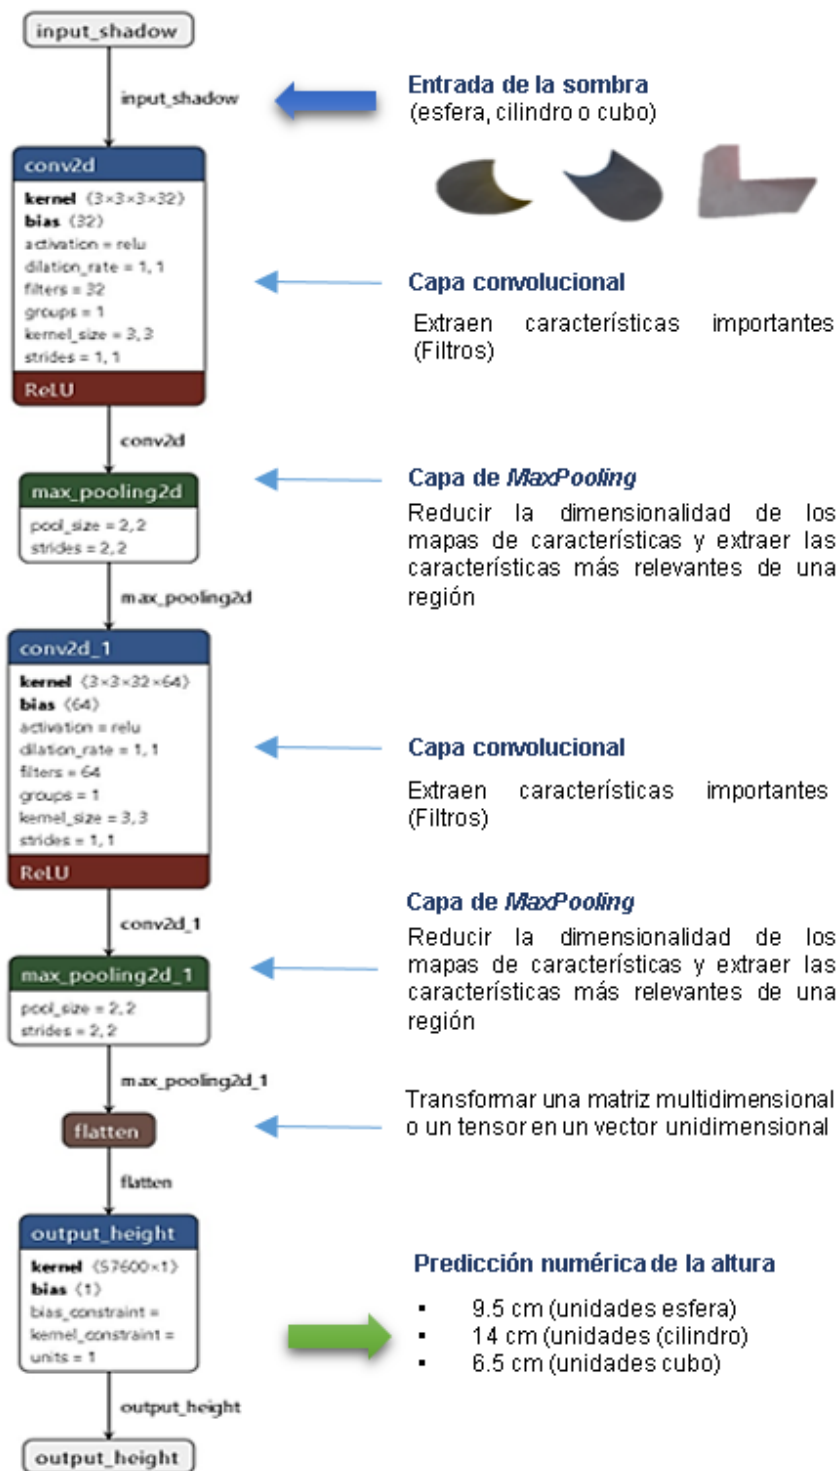 input_shadow
input_shadow
Entrada de la sombra
(esfera, cilindro o cubo)
conv2d
kernel ⟨3×3×3×32⟩
bias ⟨32⟩
activation = relu
dilation_rate = 1, 1
filters = 32
groups = 1
kernel_size = 3, 3
strides = 1, 1
ReLU
Capa convolucional
Extraen características importantes
(Filtros)
conv2d
max_pooling2d
pool_size = 2, 2
strides = 2, 2
Capa de MaxPooling
Reducir la dimensionalidad de los
mapas de características y extraer las
características más relevantes de una
región
max_pooling2d
conv2d_1
kernel ⟨3×3×32×64⟩
bias ⟨64⟩
activation = relu
dilation_rate = 1, 1
filters = 64
groups = 1
kernel_size = 3, 3
strides = 1, 1
ReLU
Capa convolucional
Extraen características importantes
(Filtros)
conv2d_1
max_pooling2d_1
pool_size = 2, 2
strides = 2, 2
Capa de MaxPooling
Reducir la dimensionalidad de los
mapas de características y extraer las
características más relevantes de una
región
max_pooling2d_1
flatten
Transformar una matriz multidimensional
o un tensor en un vector unidimensional
flatten
output_height
kernel ⟨57600×1⟩
bias ⟨1⟩
bias_constraint =
kernel_constraint =
units = 1
Predicción numérica de la altura
▪ 9.5 cm (unidades esfera)
▪ 14 cm (unidades (cilindro)
▪ 6.5 cm (unidades cubo)
output_height
output_height